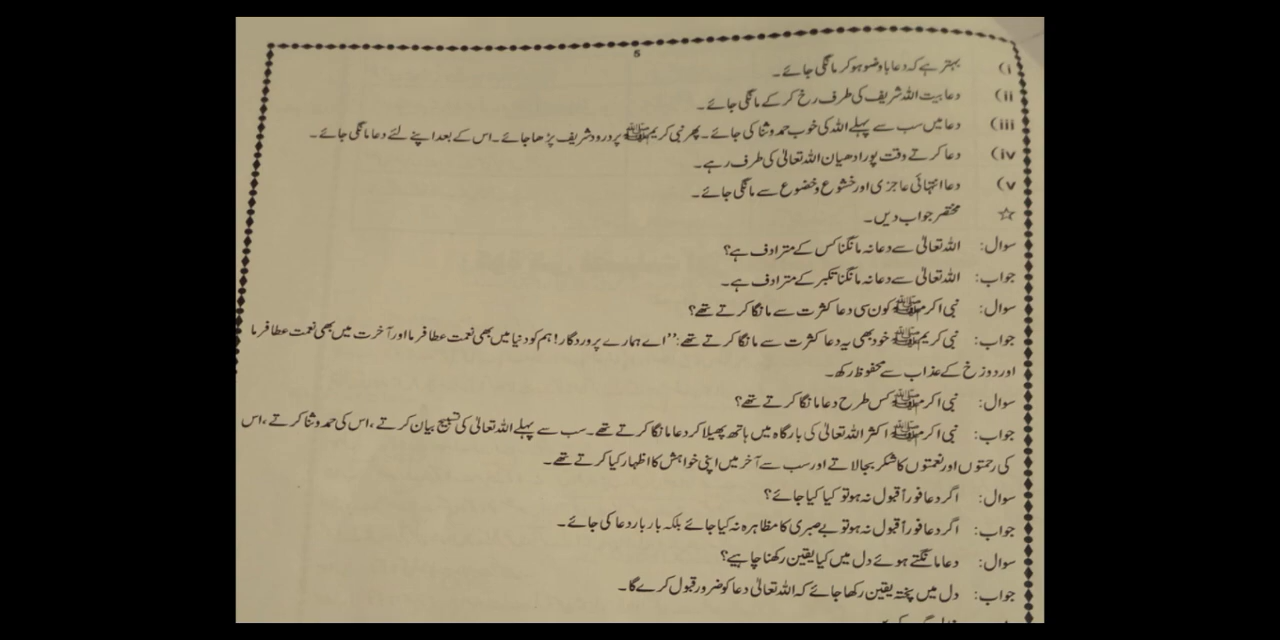 5
(i بہتر ہے کہ دعا باوضو ہو کر مانگی جائے۔
(ii دعا بیت اللہ شریف کی طرف رخ کر کے مانگی جائے۔
(iii دعا میں سب سے پہلے اللہ کی خوب حمد و ثنا کی جائے۔ پھر نبی کریم ﷺ پر درود شریف پڑھا جائے۔ اس کے بعد اپنے لئے دعا مانگی جائے۔
(iv دعا کرتے وقت پورا دھیان اللہ تعالیٰ کی طرف رہے۔
(v دعا انتہائی عاجزی اور خشوع و خضوع سے مانگی جائے۔
☆ مختصر جواب دیں۔
سوال: اللہ تعالیٰ سے دعا نہ مانگنا کس کے مترادف ہے؟
جواب: اللہ تعالیٰ سے دعا نہ مانگنا تکبر کے مترادف ہے۔
سوال: نبی اکرم ﷺ کون سی دعا کثرت سے مانگا کرتے تھے؟
جواب: نبی کریم ﷺ خود بھی یہ دعا کثرت سے مانگا کرتے تھے: ”اے ہمارے پروردگار! ہم کو دنیا میں بھی نعمت عطا فرما اور آخرت میں بھی نعمت عطا فرما
اور دوزخ کے عذاب سے محفوظ رکھ۔
سوال: نبی اکرم ﷺ کس طرح دعا مانگا کرتے تھے؟
جواب: نبی اکرم ﷺ اکثر اللہ تعالیٰ کی بارگاہ میں ہاتھ پھیلا کر دعا مانگا کرتے تھے۔ سب سے پہلے اللہ تعالیٰ کی تسبیح بیان کرتے، اس کی حمد و ثنا کرتے، اس
کی رحمتوں اور نعمتوں کا شکر بجا لاتے اور سب سے آخر میں اپنی خواہش کا اظہار کیا کرتے تھے۔
سوال: اگر دعا فوراً قبول نہ ہو تو کیا کیا جائے؟
جواب: اگر دعا فوراً قبول نہ ہو تو بے صبری کا مظاہرہ نہ کیا جائے بلکہ بار بار دعا کی جائے۔
سوال: دعا مانگتے ہوئے دل میں کیا یقین رکھنا چاہیے؟
جواب: دل میں پختہ یقین رکھا جائے کہ اللہ تعالیٰ دعا کو ضرور قبول کرے گا۔